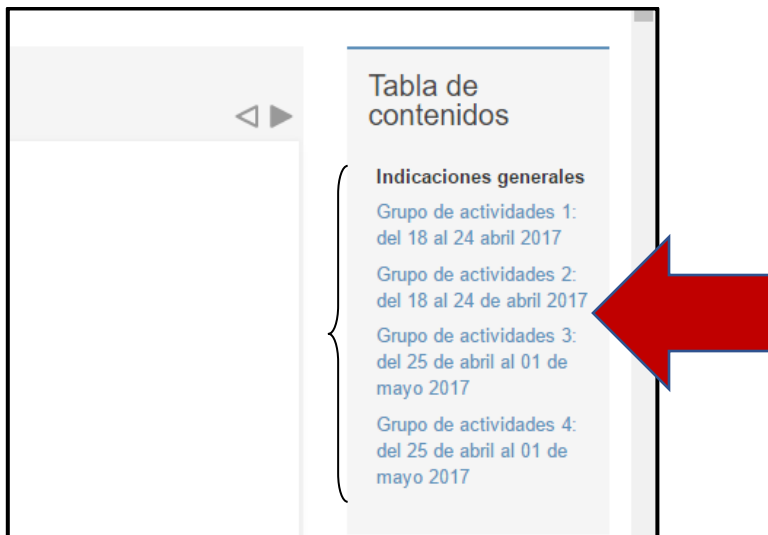 Tabla de
contenidos
Indicaciones generales
Grupo de actividades 1:
del 18 al 24 abril 2017
Grupo de actividades 2:
del 18 al 24 de abril 2017
Grupo de actividades 3:
del 25 de abril al 01 de
mayo 2017
Grupo de actividades 4:
del 25 de abril al 01 de
mayo 2017